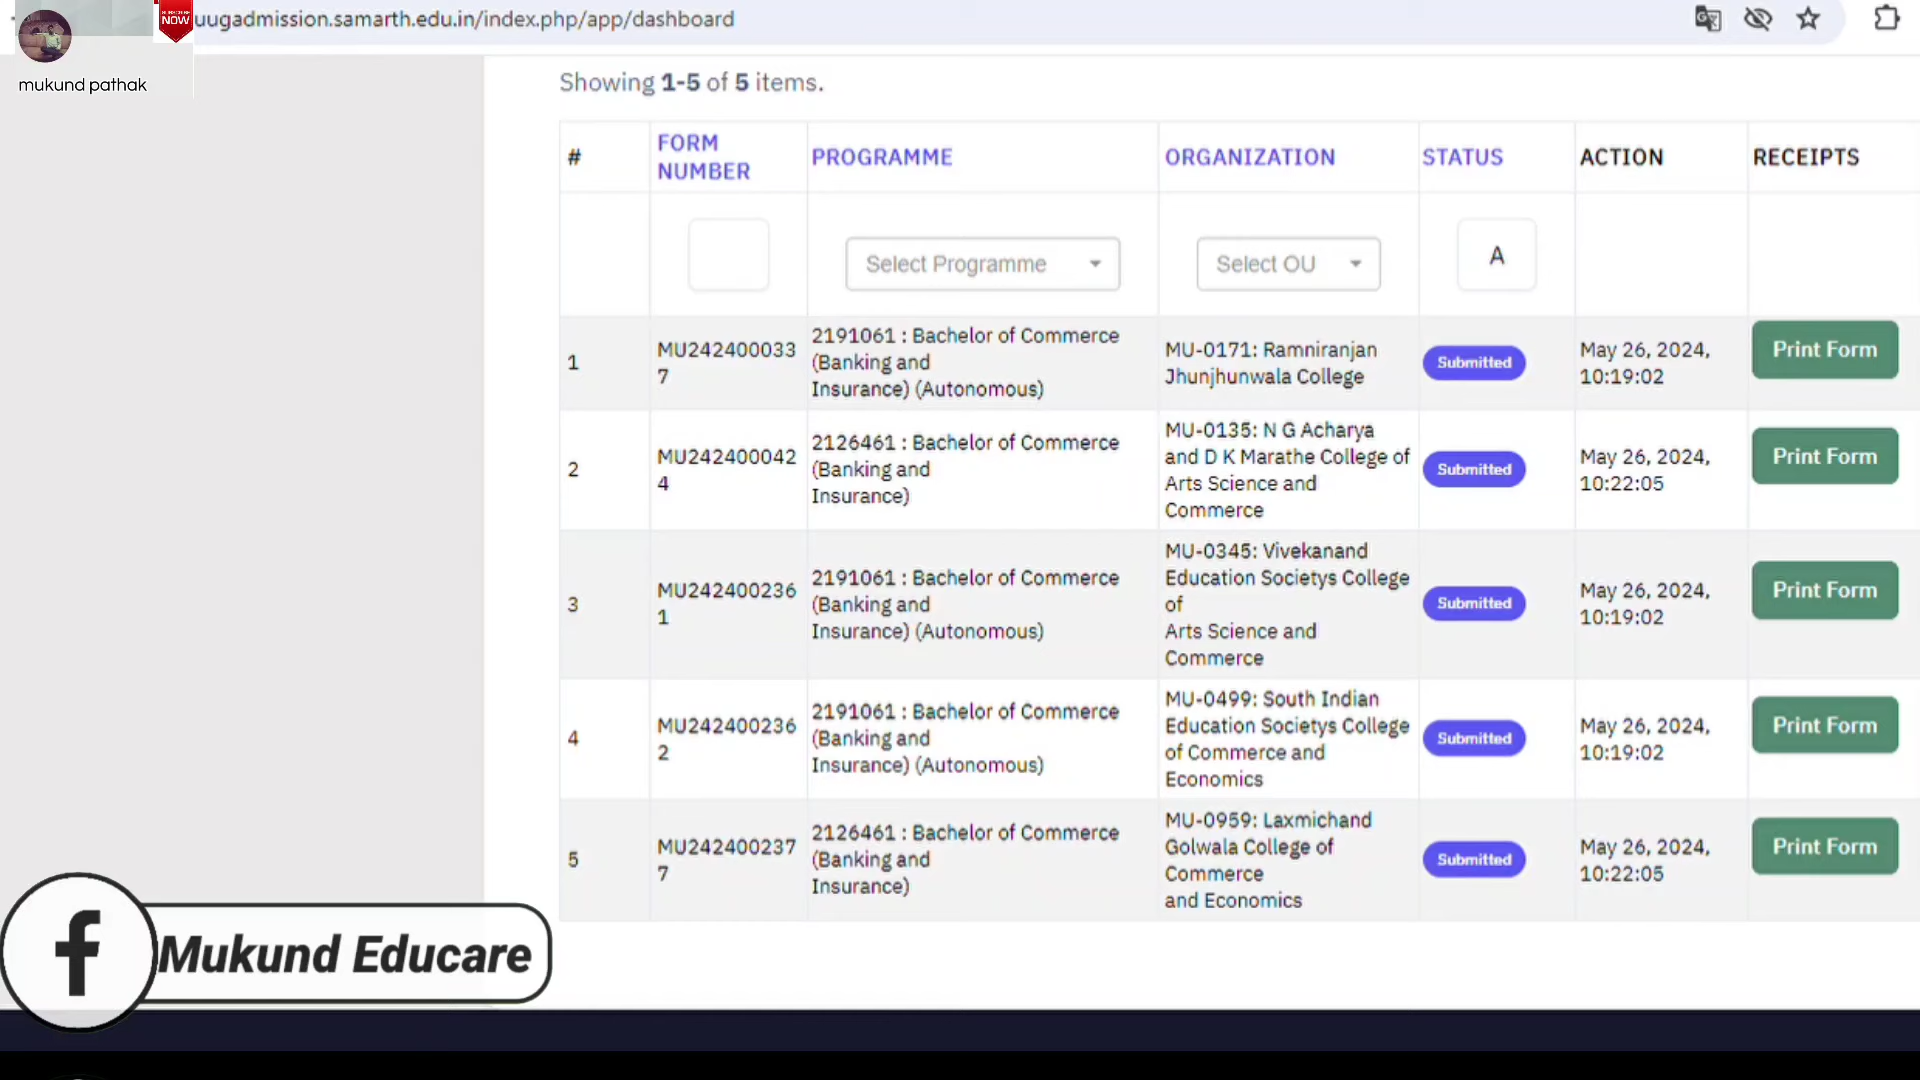 uugadmission.samarth.edu.in/index.php/app/dashboard
SUBSCRIBE
NOW
mukund pathak
Showing 1-5 of 5 items.
# FORM NUMBER PROGRAMME ORGANIZATION STATUS ACTION RECEIPTS
Select Programme Select OU A
1
MU242400033
7
2191061 : Bachelor of Commerce
(Banking and
Insurance) (Autonomous)
MU-0171: Ramniranjan
Jhunjhunwala College
Submitted
May 26, 2024,
10:19:02
Print Form
2
MU242400042
4
2126461 : Bachelor of Commerce
(Banking and
Insurance)
MU-0135: N G Acharya
and D K Marathe College of
Arts Science and
Commerce
Submitted
May 26, 2024,
10:22:05
Print Form
3
MU242400236
1
2191061 : Bachelor of Commerce
(Banking and
Insurance) (Autonomous)
MU-0345: Vivekanand
Education Societys College
of
Arts Science and
Commerce
Submitted
May 26, 2024,
10:19:02
Print Form
4
MU242400236
2
2191061 : Bachelor of Commerce
(Banking and
Insurance) (Autonomous)
MU-0499: South Indian
Education Societys College
of Commerce and
Economics
Submitted
May 26, 2024,
10:19:02
Print Form
5
MU242400237
7
2126461 : Bachelor of Commerce
(Banking and
Insurance)
MU-0959: Laxmichand
Golwala College of
Commerce
and Economics
Submitted
May 26, 2024,
10:22:05
Print Form
f Mukund Educare